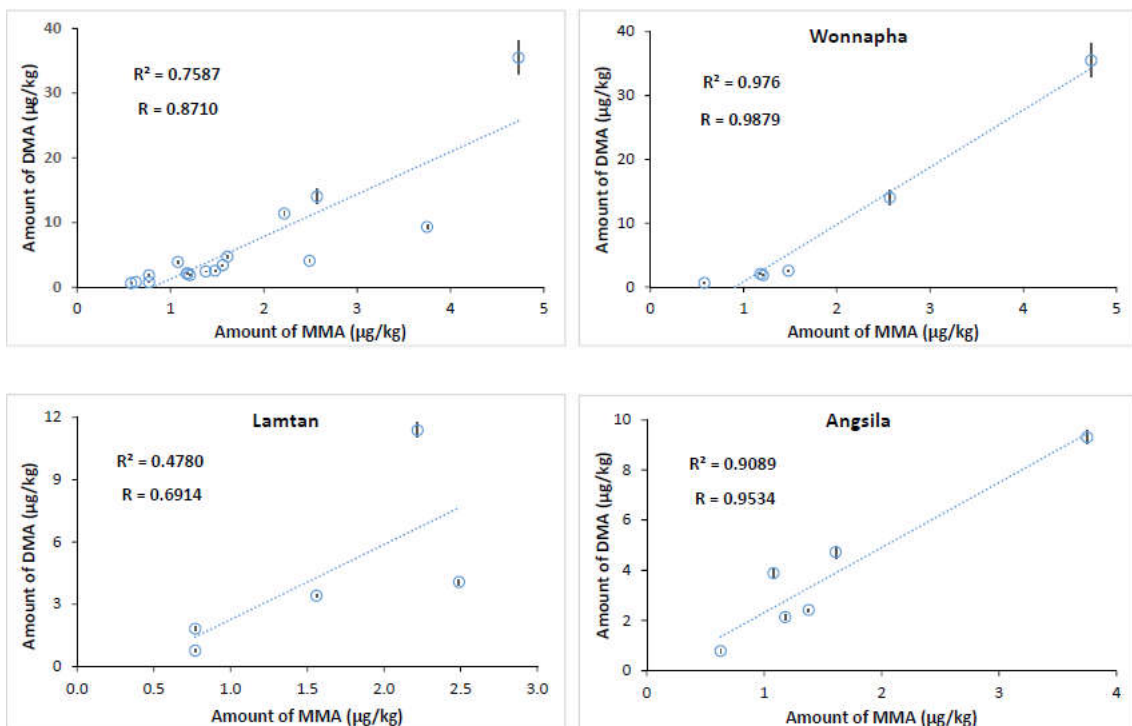 40
30
20
10
0
0 1 2 3 4 5
Amount of DMA (µg/kg)
Amount of MMA (µg/kg)
R² = 0.7587
R = 0.8710
Wonnapha
40
30
20
10
0
0 1 2 3 4 5
Amount of DMA (µg/kg)
Amount of MMA (µg/kg)
R² = 0.976
R = 0.9879
Lamtan
12
9
6
3
0
0.0 0.5 1.0 1.5 2.0 2.5 3.0
Amount of DMA (µg/kg)
Amount of MMA (µg/kg)
R² = 0.4780
R = 0.6914
Angsila
10
8
6
4
2
0
0 1 2 3 4
Amount of DMA (µg/kg)
Amount of MMA (µg/kg)
R² = 0.9089
R = 0.9534